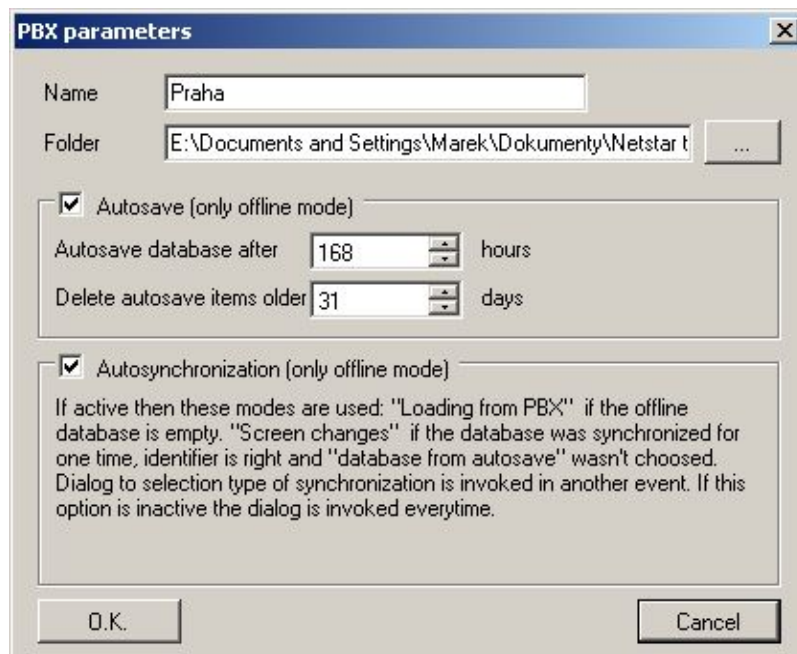 PBX parameters
Name Praha
Folder E:\Documents and Settings\Marek\Dokumenty\Netstar t ...
Autosave (only offline mode)
Autosave database after 168 hours
Delete autosave items older 31 days
Autosynchronization (only offline mode)
If active then these modes are used: "Loading from PBX" if the offline
database is empty. "Screen changes" if the database was synchronized for
one time, identifier is right and "database from autosave" wasn't choosed.
Dialog to selection type of synchronization is invoked in another event. If this
option is inactive the dialog is invoked everytime.
O.K. Cancel